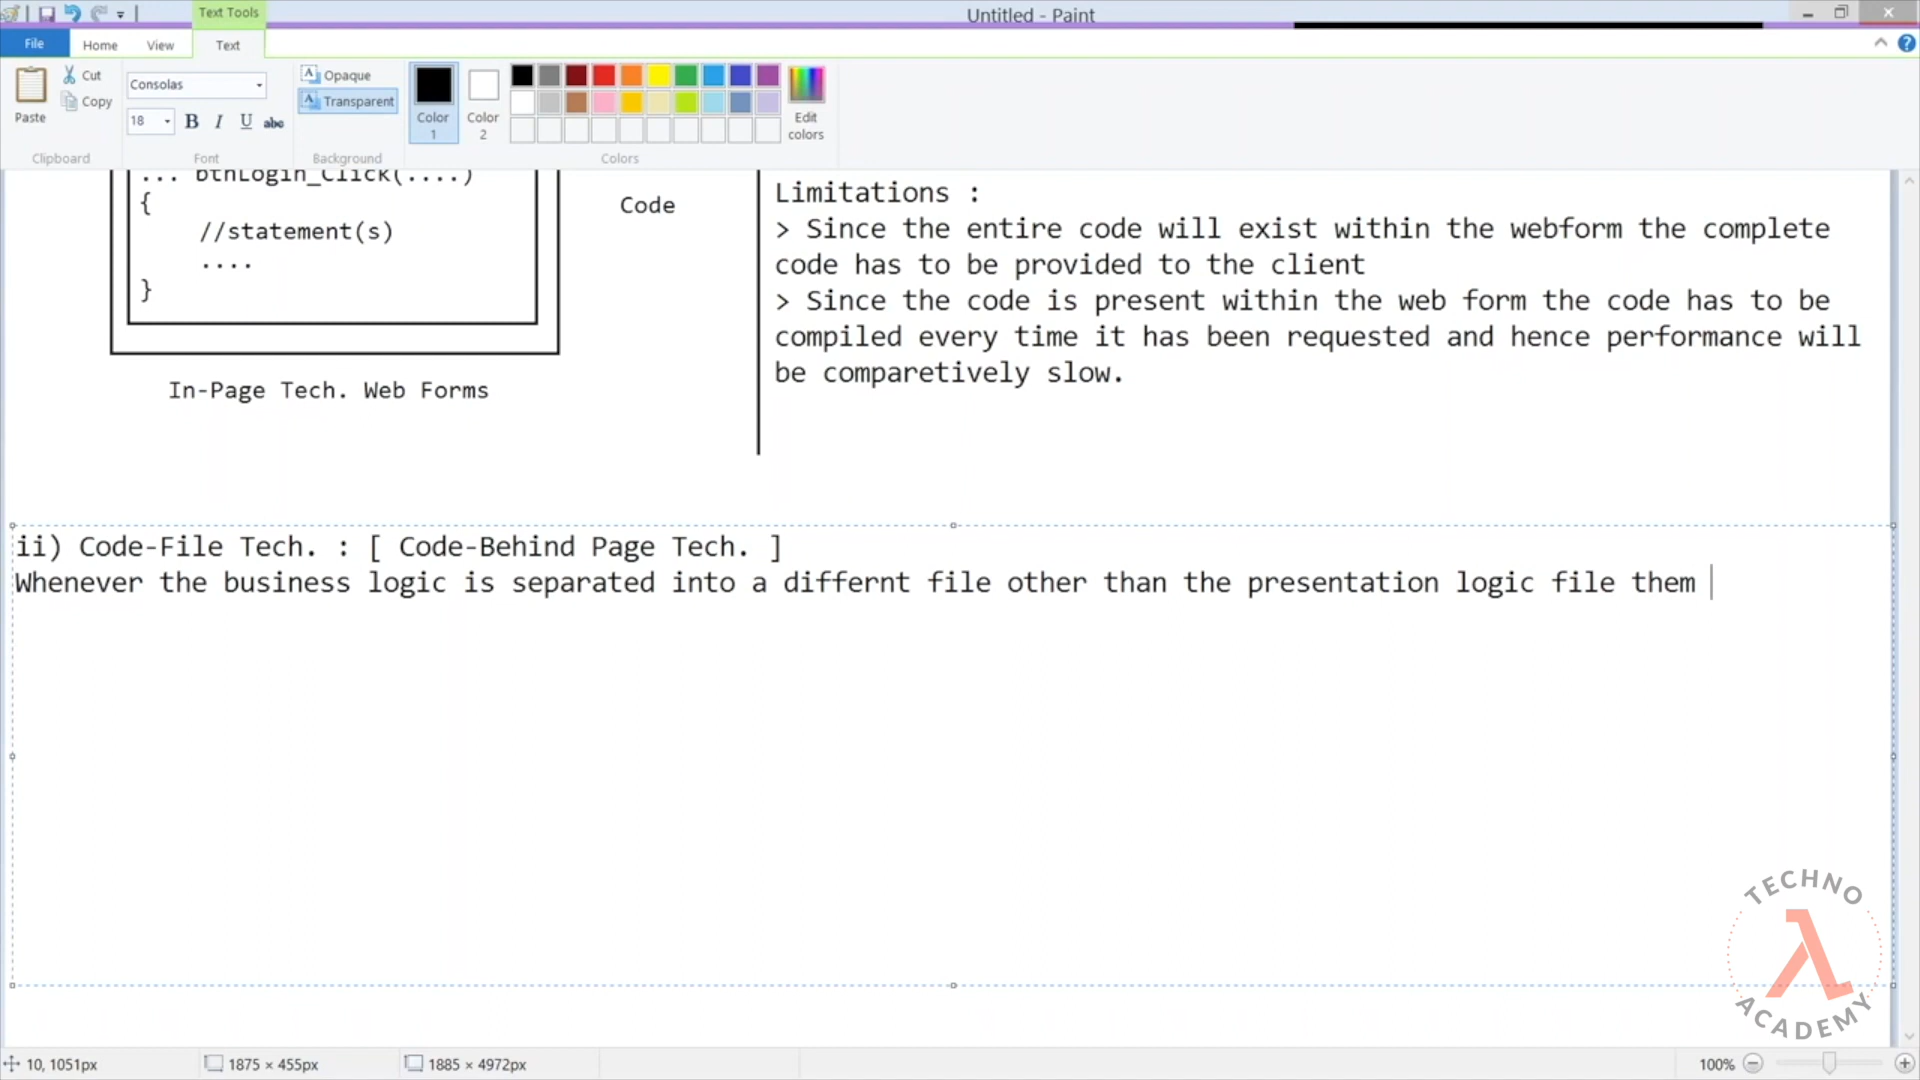 Text Tools
Untitled - Paint
File
Home
View
Text
Paste
Cut
Copy
Clipboard
Consolas
18
B
I
U
abc
Font
Opaque
Transparent
Background
Color
1
Color
2
Edit
colors
Colors
... btnLogin_Click(....)
{
//statement(s)
....
}
Code
In-Page Tech. Web Forms
Limitations :
> Since the entire code will exist within the webform the complete
code has to be provided to the client
> Since the code is present within the web form the code has to be
compiled every time it has been requested and hence performance will
be comparetively slow.
ii) Code-File Tech. : [ Code-Behind Page Tech. ]
Whenever the business logic is separated into a differnt file other than the presentation logic file them
TECHNO
ACADEMY
10, 1051px
1875 × 455px
1885 × 4972px
100%